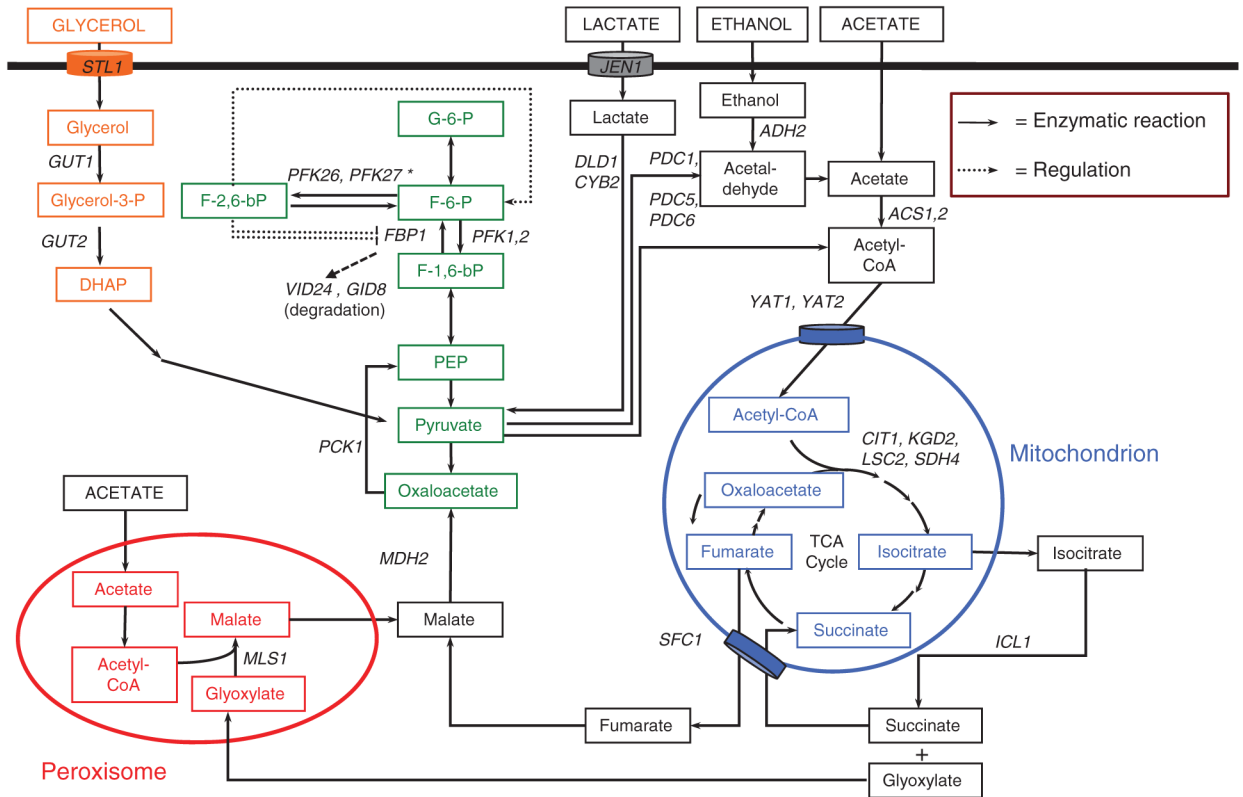 GLYCEROL
LACTATE
ETHANOL
ACETATE
STL1
JEN1
Glycerol
GUT1
Glycerol-3-P
GUT2
DHAP
G-6-P
PFK26, PFK27 *
F-2,6-bP
F-6-P
FBP1
PFK1,2
F-1,6-bP
VID24 , GID8
(degradation)
PEP
Pyruvate
PCK1
Oxaloacetate
MDH2
Malate
Lactate
DLD1
CYB2
Ethanol
ADH2
PDC1,
PDC5,
PDC6
Acetal-
dehyde
Acetate
ACS1,2
Acetyl-
CoA
YAT1, YAT2
= Enzymatic reaction
= Regulation
Acetyl-CoA
CIT1, KGD2,
LSC2, SDH4
Mitochondrion
Oxaloacetate
Fumarate
TCA
Cycle
Isocitrate
Isocitrate
Succinate
SFC1
ICL1
Fumarate
Succinate
+
Glyoxylate
ACETATE
Acetate
Malate
Acetyl-
CoA
MLS1
Glyoxylate
Peroxisome